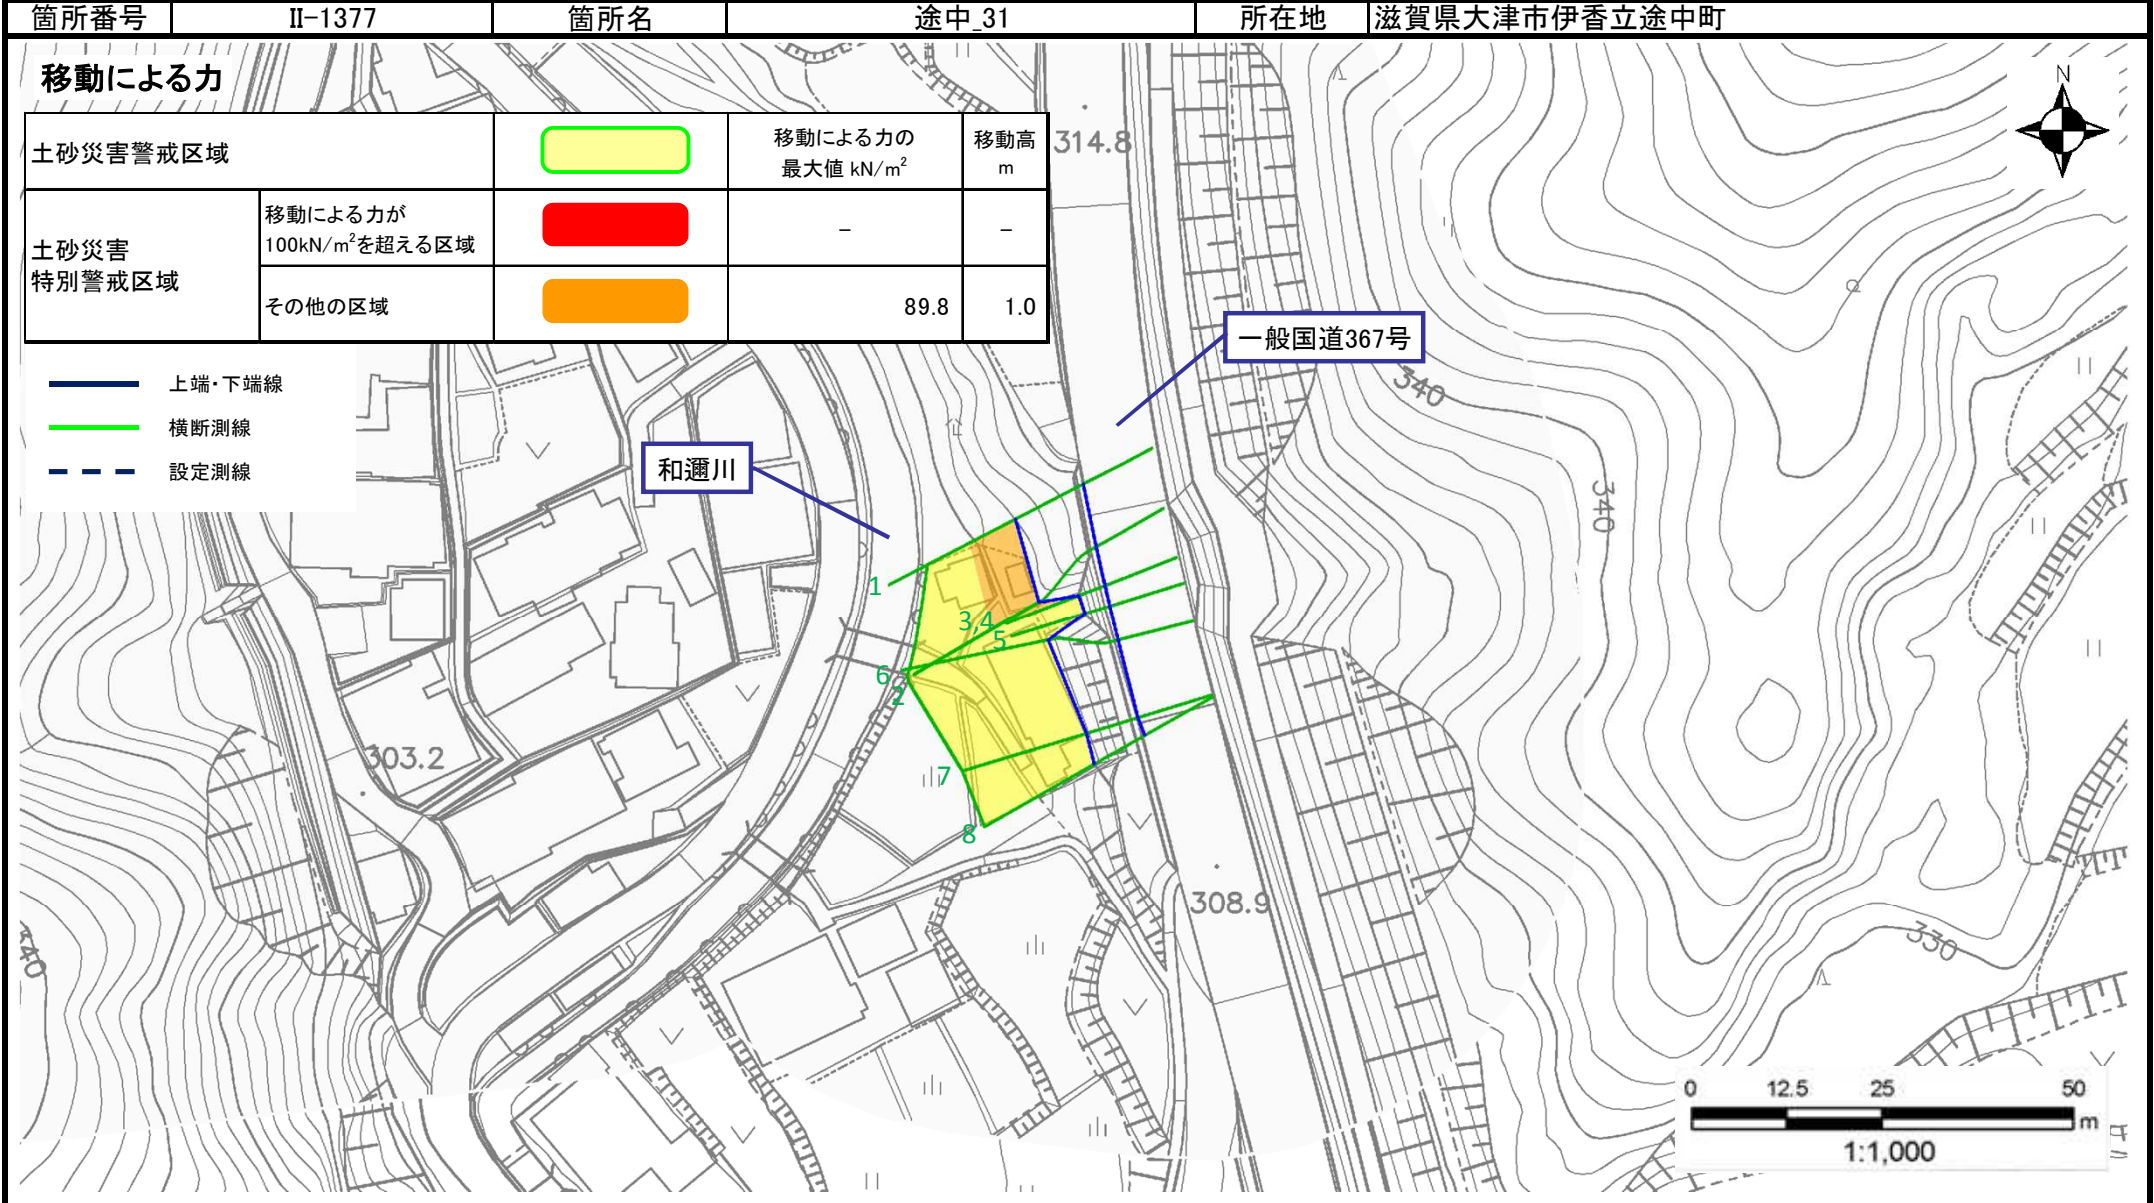 箇所番号 II-1377 箇所名 途中_31 所在地 滋賀県大津市伊香立途中町
移動による力
N
土砂災害警戒区域
移動による力の
最大値 kN/m²
移動高
m
土砂災害
特別警戒区域
移動による力が
100kN/m²を超える区域
－ －
その他の区域 89.8 1.0
314.8
一般国道367号
上端・下端線
横断測線
設定測線
和邇川
340
340
1
3,4
5
6
2
7
8
303.2
308.9
330
340
0 12.5 25 50
m
1:1,000